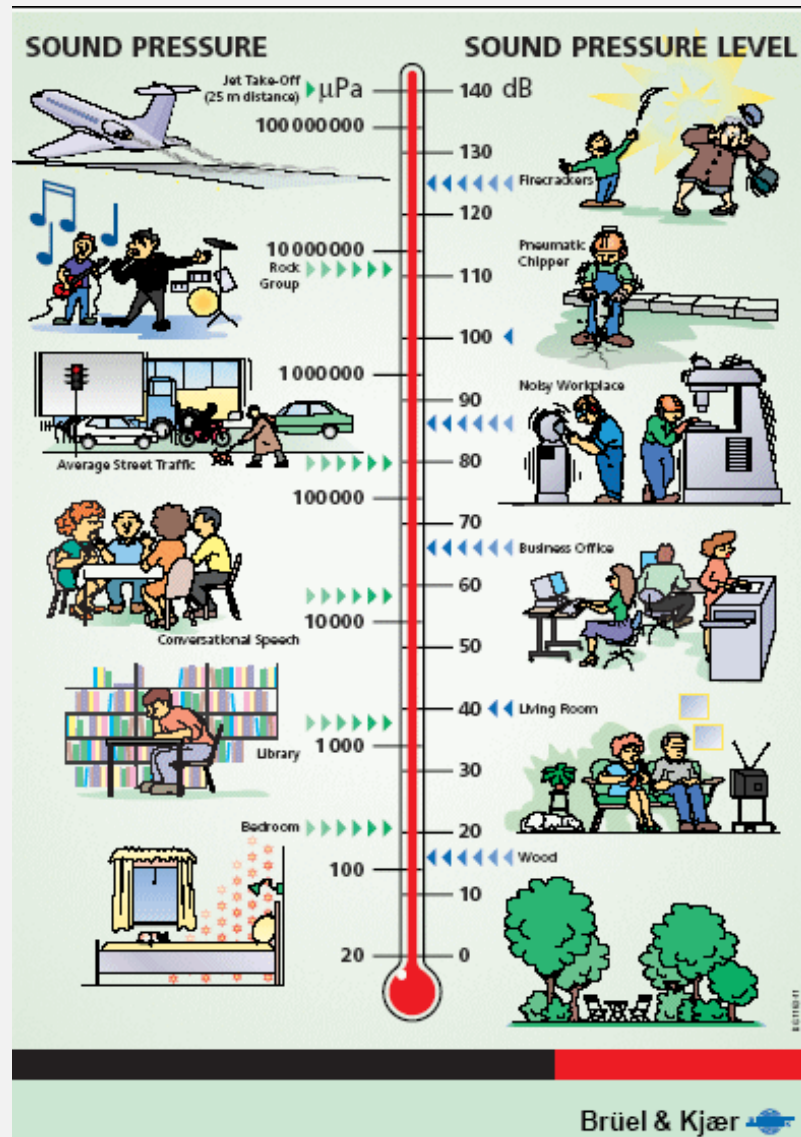 SOUND PRESSURE
SOUND PRESSURE LEVEL
Jet Take-Off
(25 m distance)
µPa
140 dB
100 000 000
130
Firecrackers
120
10 000 000
Pneumatic
Chipper
Rock
Group
110
100
1 000 000
90
Noisy Workplace
Average Street Traffic
80
100 000
70
Business Office
60
10 000
Conversational Speech
50
40
Living Room
Library
1 000
30
Bedroom
20
Wood
100
10
20
0
Brüel & Kjær